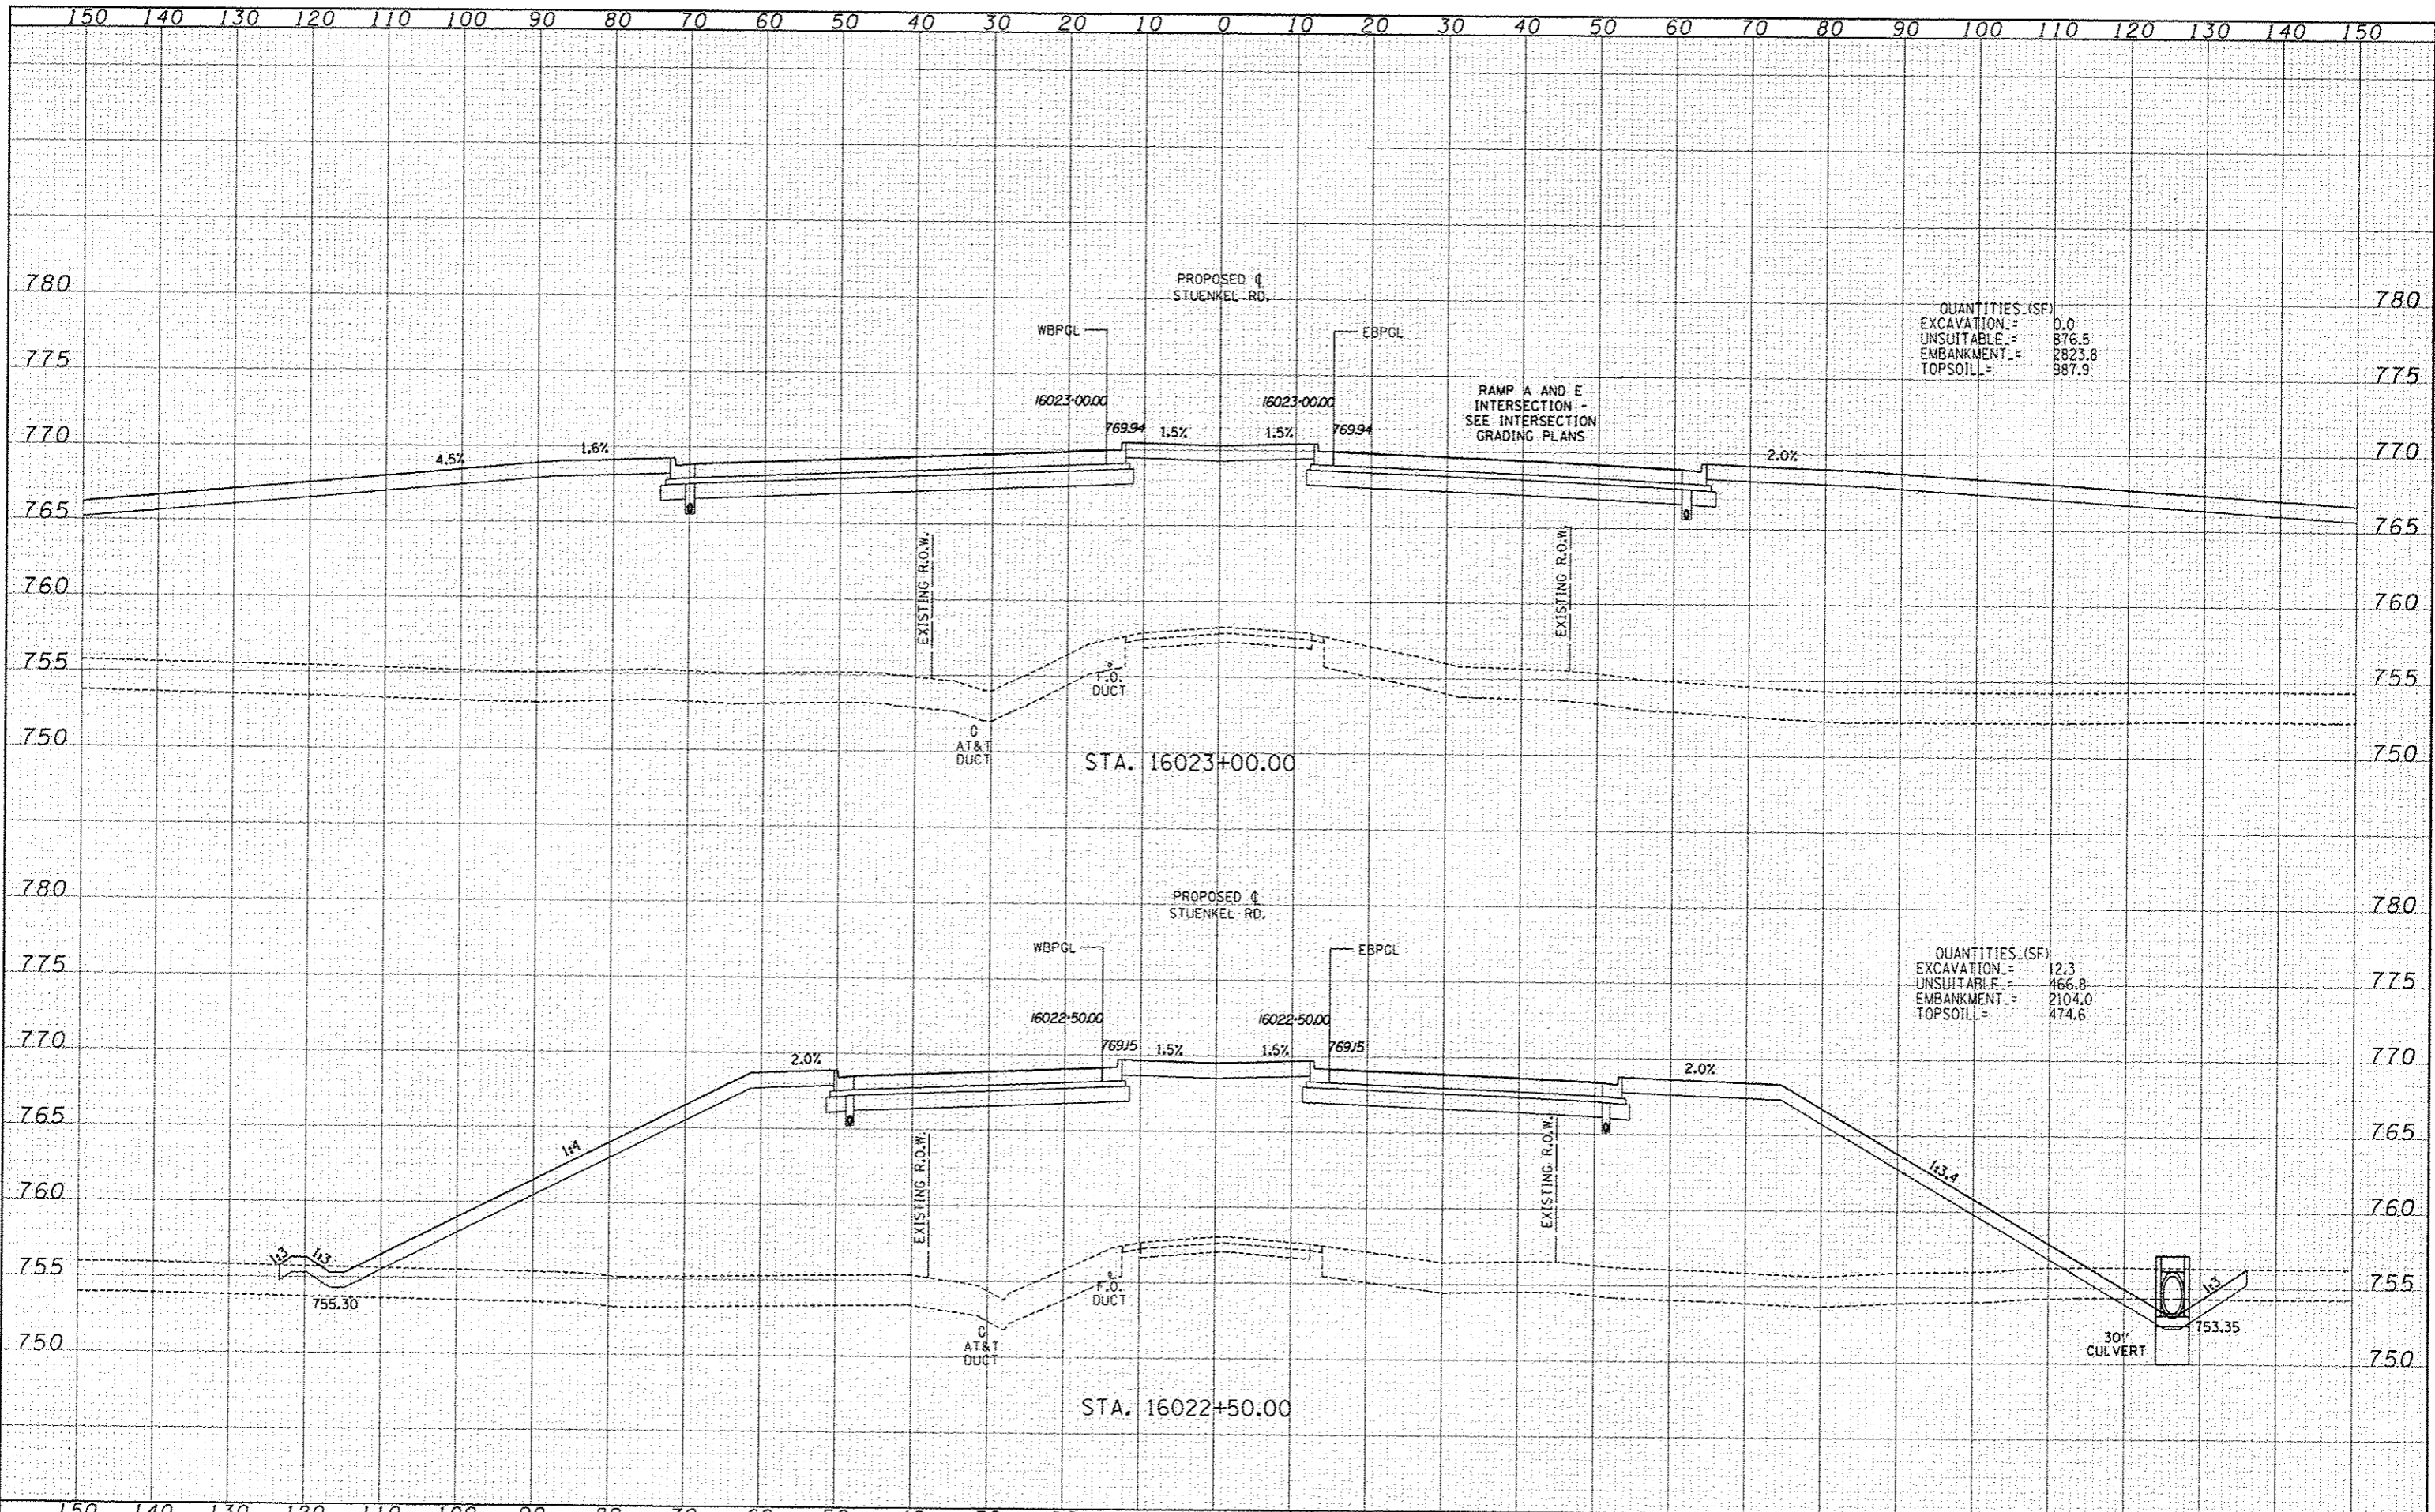 150 140 130 120 110 100 90 80 70 60 50 40 30 20 10 0 10 20 30 40 50 60 70 80 90 100 110 120 130 140 150
PROPOSED ℄
STUENKEL RD.
780
780
QUANTITIES (SF)
EXCAVATION = 0.0
UNSUITABLE = 876.5
EMBANKMENT = 2823.8
TOPSOIL = 987.9
WBPGL
EBPGL
775
775
16023+00.00
16023+00.00
RAMP A AND E
INTERSECTION -
SEE INTERSECTION
GRADING PLANS
770
4.5%
1.6%
769.94
1.5%
1.5%
769.94
2.0%
770
765
765
EXISTING R.O.W.
EXISTING R.O.W.
760
760
755
F.O.
DUCT
755
750
AT&T
DUCT
STA. 16023+00.00
750
PROPOSED ℄
STUENKEL RD.
780
780
WBPGL
EBPGL
QUANTITIES (SF)
EXCAVATION = 12.3
UNSUITABLE = 466.8
EMBANKMENT = 2104.0
TOPSOIL = 474.6
775
775
16022+50.00
16022+50.00
770
2.0%
769.15
1.5%
1.5%
769.15
2.0%
770
765
765
1:4
EXISTING R.O.W.
EXISTING R.O.W.
1:3.4
760
760
1:3
1:3
755
755.30
F.O.
DUCT
1:3
755
753.35
750
AT&T
DUCT
30"
CULVERT
750
STA. 16022+50.00